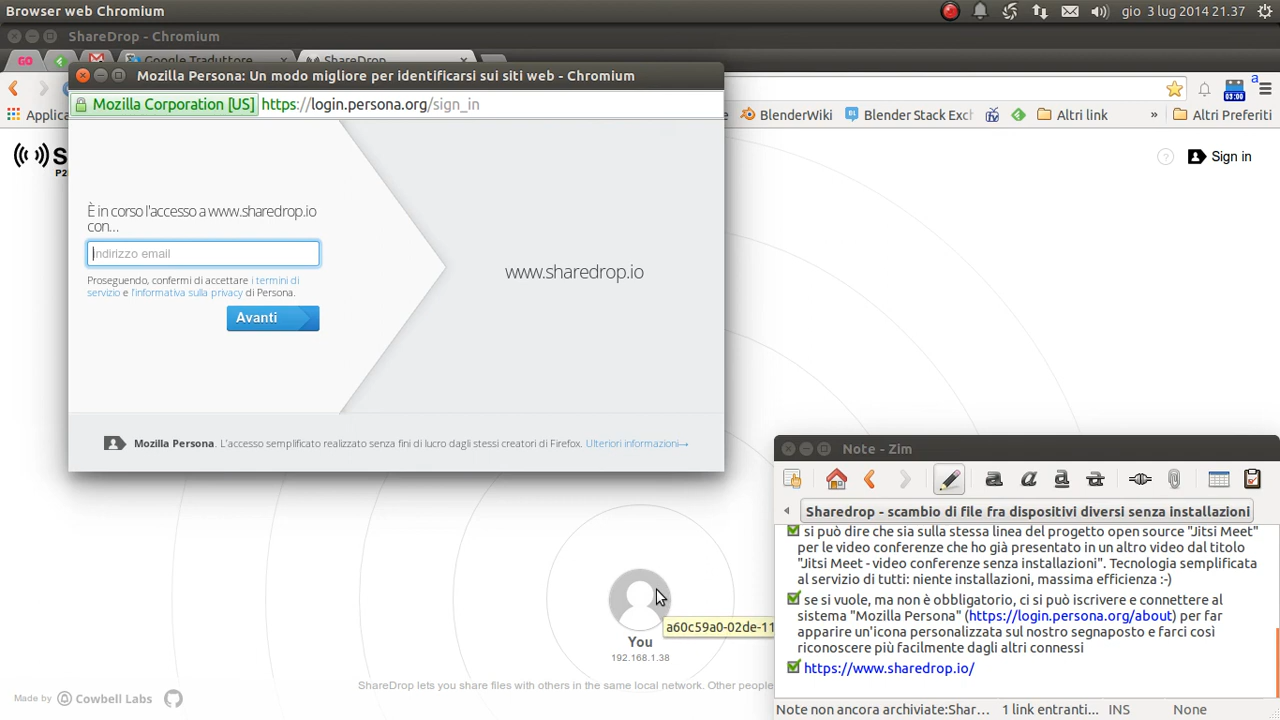 Browser web Chromium
gio 3 lug 2014 21.37
ShareDrop - Chromium
GO
Google Traduttore
ShareDrop
Mozilla Persona: Un modo migliore per identificarsi sui siti web - Chromium
Mozilla Corporation [US] https://login.persona.org/sign_in
03:00
a
BlenderWiki
Blender Stack Exch
Altri link
»
Altri Preferiti
Sign in
È in corso l'accesso a www.sharedrop.io
con...
Indirizzo email
Proseguendo, confermi di accettare i termini di
servizio e l'informativa sulla privacy di Persona.
Avanti
www.sharedrop.io
Mozilla Persona. L'accesso semplificato realizzato senza fini di lucro dagli stessi creatori di Firefox. Ulteriori informazioni→
You
192.168.1.38
a60c59a0-02de-11
ShareDrop lets you share files with others in the same local network. Other people
Made by Cowbell Labs
Note - Zim
Sharedrop - scambio di file fra dispositivi diversi senza installazioni
si può dire che sia sulla stessa linea del progetto open source "Jitsi Meet"
per le video conferenze che ho già presentato in un altro video dal titolo
"Jitsi Meet - video conferenze senza installazioni". Tecnologia semplificata
al servizio di tutti: niente installazioni, massima efficienza :-)
se si vuole, ma non è obbligatorio, ci si può iscrivere e connettere al
sistema "Mozilla Persona" (https://login.persona.org/about) per far
apparire un'icona personalizzata sul nostro segnaposto e farci così
riconoscere più facilmente dagli altri connessi
https://www.sharedrop.io/
Note non ancora archiviate:Shar...
1 link entranti...
INS
None